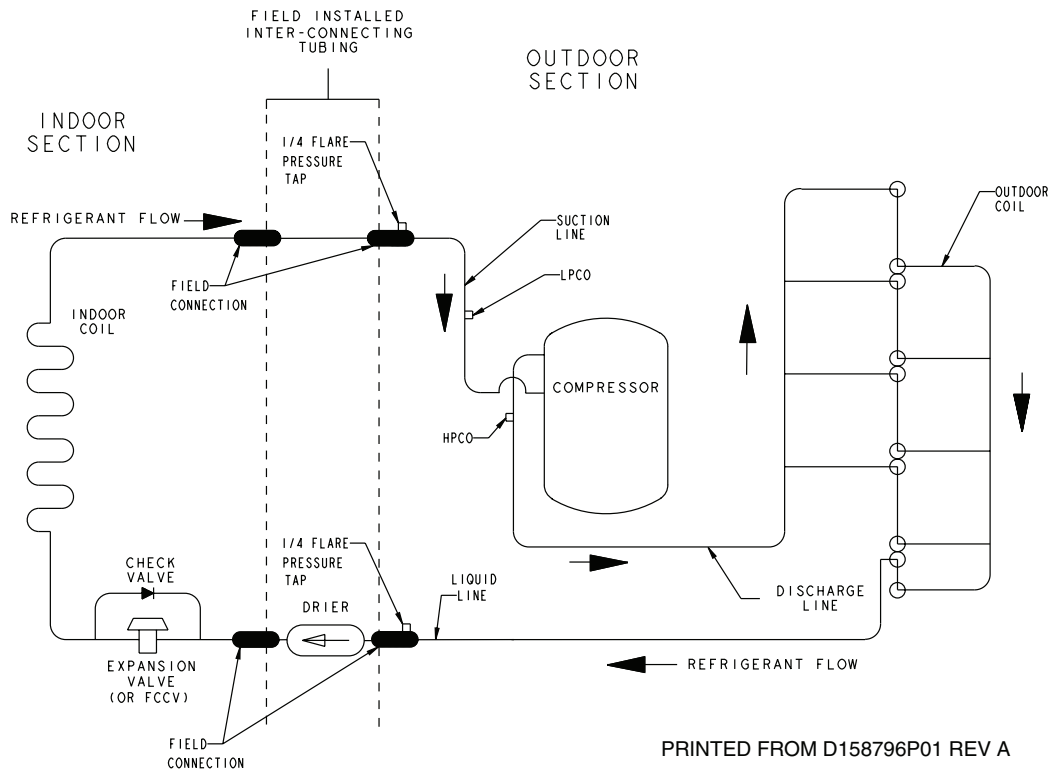 FIELD INSTALLED
INTER-CONNECTING
TUBING
OUTDOOR
SECTION
INDOOR
SECTION
1/4 FLARE
PRESSURE
TAP
REFRIGERANT FLOW
SUCTION
LINE
OUTDOOR
COIL
FIELD
CONNECTION
LPCO
INDOOR
COIL
COMPRESSOR
HPCO
1/4 FLARE
PRESSURE
TAP
CHECK
VALVE
LIQUID
LINE
DRIER
DISCHARGE
LINE
EXPANSION
VALVE
(OR FCCV)
REFRIGERANT FLOW
FIELD
CONNECTION
PRINTED FROM D158796P01 REV A